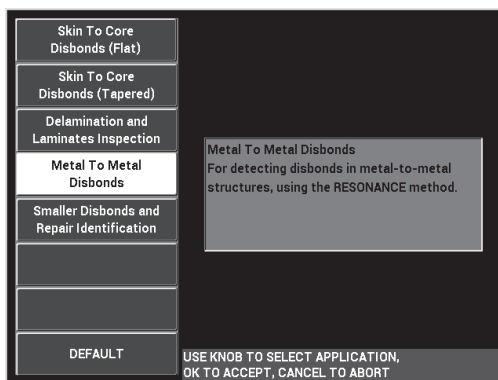 Skin To Core
Disbonds (Flat)
Skin To Core
Disbonds (Tapered)
Delamination and
Laminates Inspection
Metal To Metal
Disbonds
Smaller Disbonds and
Repair Identification
DEFAULT
Metal To Metal Disbonds
For detecting disbonds in metal-to-metal
structures, using the RESONANCE method.
USE KNOB TO SELECT APPLICATION,
OK TO ACCEPT, CANCEL TO ABORT